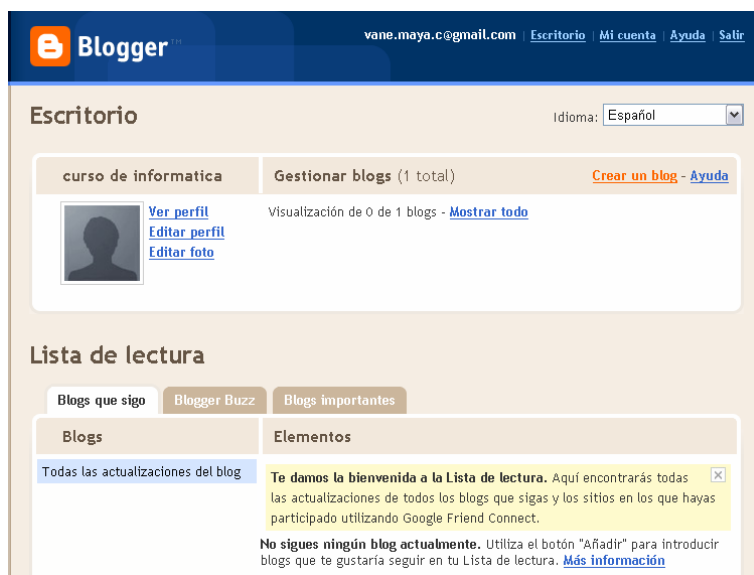 Blogger™
vane.maya.c@gmail.com | Escritorio | Mi cuenta | Ayuda | Salir
Escritorio
Idioma: Español
curso de informatica
Gestionar blogs (1 total)
Crear un blog - Ayuda
Ver perfil
Editar perfil
Editar foto
Visualización de 0 de 1 blogs - Mostrar todo
Lista de lectura
Blogs que sigo
Blogger Buzz
Blogs importantes
Blogs
Elementos
Todas las actualizaciones del blog
Te damos la bienvenida a la Lista de lectura. Aquí encontrarás todas
las actualizaciones de todos los blogs que sigas y los sitios en los que hayas
participado utilizando Google Friend Connect.
No sigues ningún blog actualmente. Utiliza el botón "Añadir" para introducir
blogs que te gustaría seguir en tu Lista de lectura. Más información